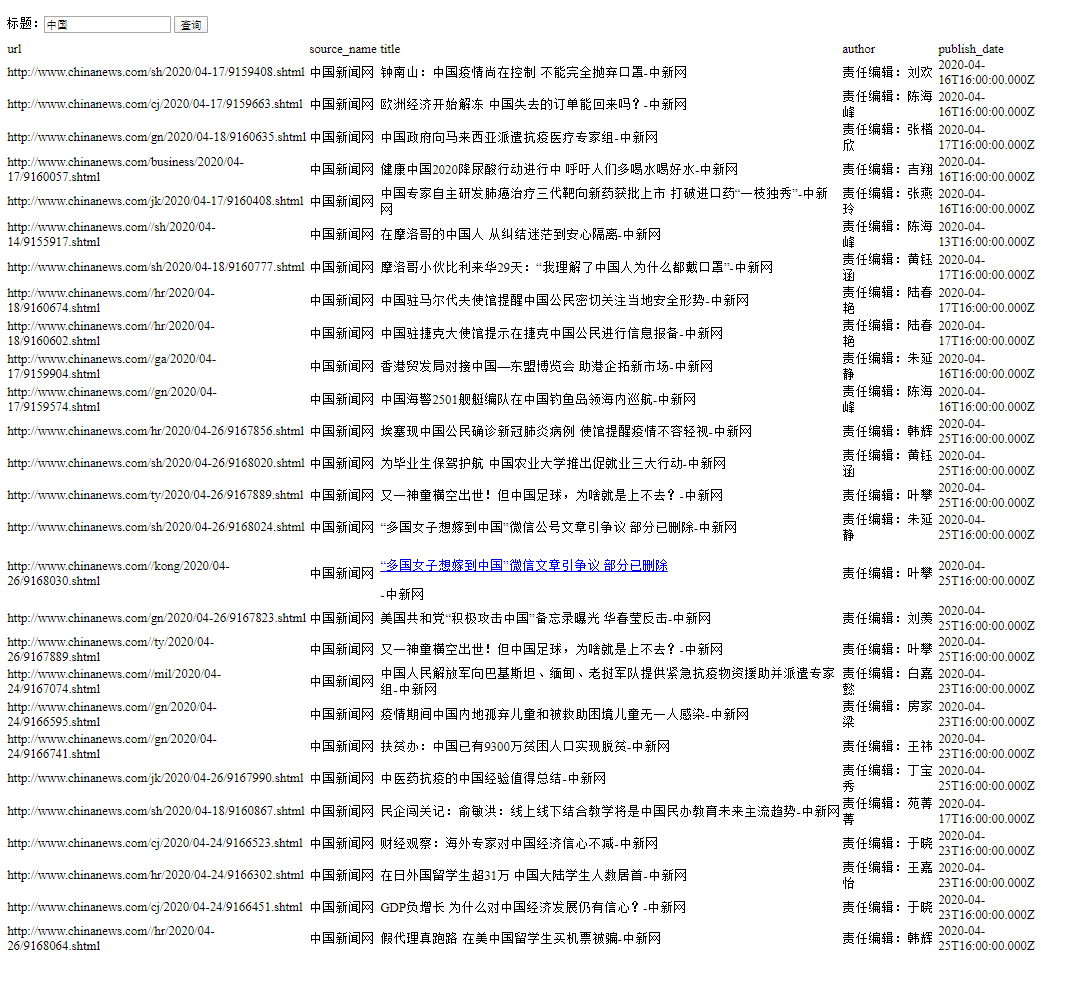 标题：中国 查询
url source_name title author publish_date
http://www.chinanews.com/sh/2020/04-17/9159408.shtml 中国新闻网 钟南山：中国疫情尚在控制 不能完全抛弃口罩-中新网 责任编辑：刘欢 2020-04-
16T16:00:00.000Z
http://www.chinanews.com/cj/2020/04-17/9159663.shtml 中国新闻网 欧洲经济开始解冻 中国失去的订单能回来吗？-中新网 责任编辑：陈海
峰 2020-04-
16T16:00:00.000Z
http://www.chinanews.com/gn/2020/04-18/9160635.shtml 中国新闻网 中国政府向马来西亚派遣抗疫医疗专家组-中新网 责任编辑：张楷
欣 2020-04-
17T16:00:00.000Z
http://www.chinanews.com/business/2020/04-
17/9160057.shtml 中国新闻网 健康中国2020降尿酸行动进行中 呼吁人们多喝水喝好水-中新网 责任编辑：吉翔 2020-04-
16T16:00:00.000Z
http://www.chinanews.com/jk/2020/04-17/9160408.shtml 中国新闻网 中国专家自主研发肺癌治疗三代靶向新药获批上市 打破进口药“一枝独秀”-中新
网 责任编辑：张燕
玲 2020-04-
16T16:00:00.000Z
http://www.chinanews.com//sh/2020/04-
14/9155917.shtml 中国新闻网 在摩洛哥的中国人 从纠结迷茫到安心隔离-中新网 责任编辑：陈海
峰 2020-04-
13T16:00:00.000Z
http://www.chinanews.com/sh/2020/04-18/9160777.shtml 中国新闻网 摩洛哥小伙比利来华29天：“我理解了中国人为什么都戴口罩”-中新网 责任编辑：黄钰
涵 2020-04-
17T16:00:00.000Z
http://www.chinanews.com//hr/2020/04-
18/9160674.shtml 中国新闻网 中国驻马尔代夫使馆提醒中国公民密切关注当地安全形势-中新网 责任编辑：陆春
艳 2020-04-
17T16:00:00.000Z
http://www.chinanews.com//hr/2020/04-
18/9160602.shtml 中国新闻网 中国驻捷克大使馆提示在捷克中国公民进行信息报备-中新网 责任编辑：陆春
艳 2020-04-
17T16:00:00.000Z
http://www.chinanews.com//ga/2020/04-
17/9159904.shtml 中国新闻网 香港贸发局对接中国—东盟博览会 助港企拓新市场-中新网 责任编辑：朱延
静 2020-04-
16T16:00:00.000Z
http://www.chinanews.com//gn/2020/04-
17/9159574.shtml 中国新闻网 中国海警2501舰艇编队在中国钓鱼岛领海内巡航-中新网 责任编辑：陈海
峰 2020-04-
16T16:00:00.000Z
http://www.chinanews.com/hr/2020/04-26/9167856.shtml 中国新闻网 埃塞现中国公民确诊新冠肺炎病例 使馆提醒疫情不容轻视-中新网 责任编辑：韩辉 2020-04-
25T16:00:00.000Z
http://www.chinanews.com/sh/2020/04-26/9168020.shtml 中国新闻网 为毕业生保驾护航 中国农业大学推出促就业三大行动-中新网 责任编辑：黄钰
涵 2020-04-
25T16:00:00.000Z
http://www.chinanews.com/ty/2020/04-26/9167889.shtml 中国新闻网 又一神童横空出世！但中国足球，为啥就是上不去？-中新网 责任编辑：叶攀 2020-04-
25T16:00:00.000Z
http://www.chinanews.com/sh/2020/04-26/9168024.shtml 中国新闻网 “多国女子想嫁到中国”微信公号文章引争议 部分已删除-中新网 责任编辑：朱延
静 2020-04-
25T16:00:00.000Z
http://www.chinanews.com//kong/2020/04-
26/9168030.shtml 中国新闻网 “多国女子想嫁到中国”微信文章引争议 部分已删除
-中新网 责任编辑：叶攀 2020-04-
25T16:00:00.000Z
http://www.chinanews.com/gn/2020/04-26/9167823.shtml 中国新闻网 美国共和党“积极攻击中国”备忘录曝光 华春莹反击-中新网 责任编辑：刘羡 2020-04-
25T16:00:00.000Z
http://www.chinanews.com//ty/2020/04-
26/9167889.shtml 中国新闻网 又一神童横空出世！但中国足球，为啥就是上不去？-中新网 责任编辑：叶攀 2020-04-
25T16:00:00.000Z
http://www.chinanews.com//mil/2020/04-
24/9167074.shtml 中国新闻网 中国人民解放军向巴基斯坦、缅甸、老挝军队提供紧急抗疫物资援助并派遣专家
组-中新网 责任编辑：白嘉
懿 2020-04-
23T16:00:00.000Z
http://www.chinanews.com//gn/2020/04-
24/9166595.shtml 中国新闻网 疫情期间中国内地孤弃儿童和被救助困境儿童无一人感染-中新网 责任编辑：房家
梁 2020-04-
23T16:00:00.000Z
http://www.chinanews.com//gn/2020/04-
24/9166741.shtml 中国新闻网 扶贫办：中国已有9300万贫困人口实现脱贫-中新网 责任编辑：王祎 2020-04-
23T16:00:00.000Z
http://www.chinanews.com/jk/2020/04-26/9167990.shtml 中国新闻网 中医药抗疫的中国经验值得总结-中新网 责任编辑：丁宝
秀 2020-04-
25T16:00:00.000Z
http://www.chinanews.com/sh/2020/04-18/9160867.shtml 中国新闻网 民企闯关记：俞敏洪：线上线下结合教学将是中国民办教育未来主流趋势-中新网 责任编辑：苑菁
菁 2020-04-
17T16:00:00.000Z
http://www.chinanews.com/cj/2020/04-24/9166523.shtml 中国新闻网 财经观察：海外专家对中国经济信心不减-中新网 责任编辑：于晓 2020-04-
23T16:00:00.000Z
http://www.chinanews.com/hr/2020/04-24/9166302.shtml 中国新闻网 在日外国留学生超31万 中国大陆学生人数居首-中新网 责任编辑：王嘉
怡 2020-04-
23T16:00:00.000Z
http://www.chinanews.com/cj/2020/04-24/9166451.shtml 中国新闻网 GDP负增长 为什么对中国经济发展仍有信心？-中新网 责任编辑：于晓 2020-04-
23T16:00:00.000Z
http://www.chinanews.com//hr/2020/04-
26/9168064.shtml 中国新闻网 假代理真跑路 在美中国留学生买机票被骗-中新网 责任编辑：韩辉 2020-04-
25T16:00:00.000Z